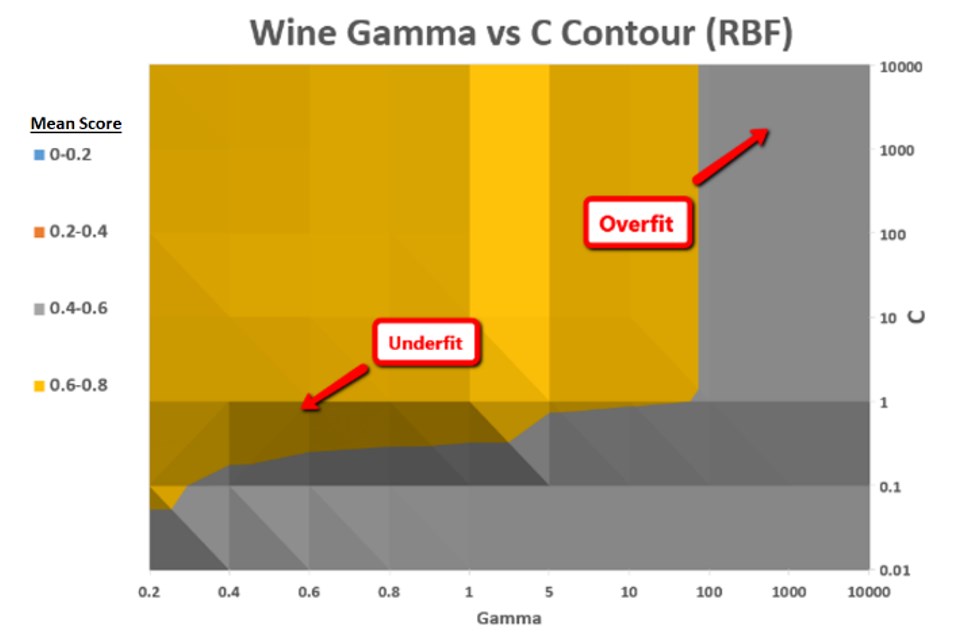 Wine Gamma vs C Contour (RBF)
Mean Score
0-0.2
0.2-0.4
0.4-0.6
0.6-0.8
Overfit
Underfit
10000
1000
100
10
1
0.1
0.01
C
0.2 0.4 0.6 0.8 1 5 10 100 1000 10000
Gamma